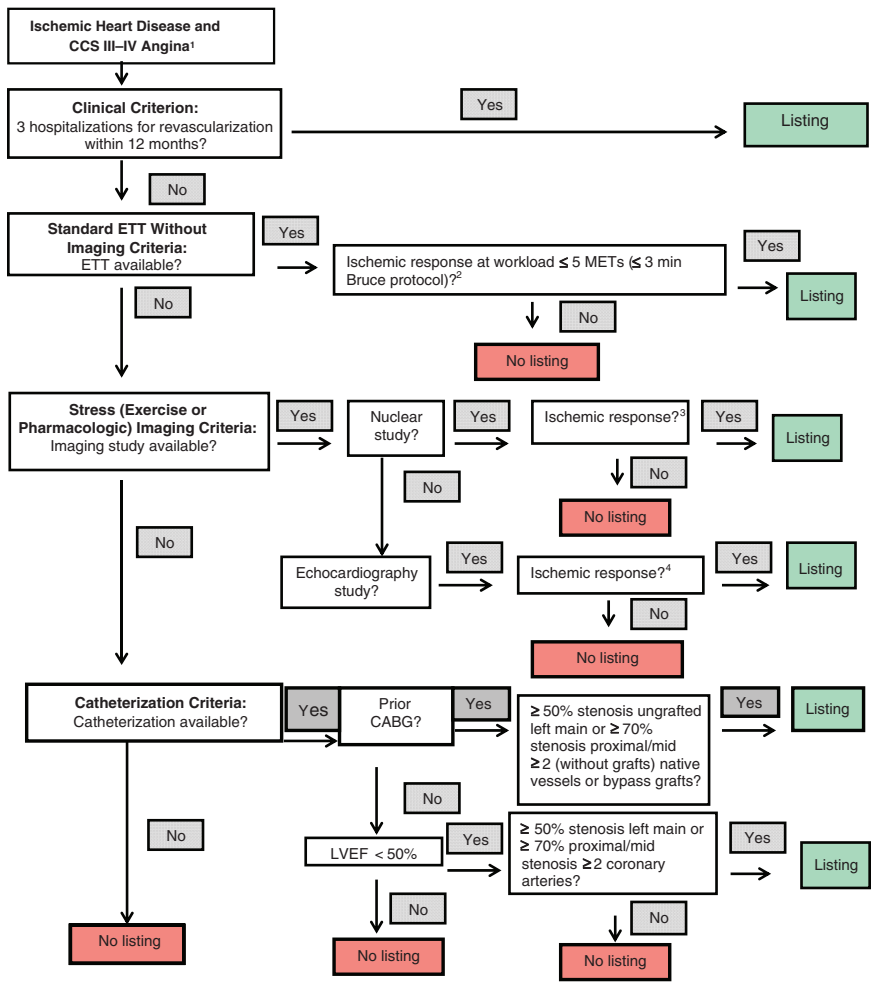 Ischemic Heart Disease and
CCS III–IV Angina¹
Clinical Criterion:
3 hospitalizations for revascularization
within 12 months?
Yes
Listing
No
Standard ETT Without
Imaging Criteria:
ETT available?
Yes
Ischemic response at workload ≤ 5 METs (≤ 3 min
Bruce protocol)?²
Yes
Listing
No
No
No listing
Stress (Exercise or
Pharmacologic) Imaging Criteria:
Imaging study available?
Yes
Nuclear
study?
Yes
Ischemic response?³
Yes
Listing
No
No
No listing
No
Echocardiography
study?
Yes
Ischemic response?⁴
Yes
Listing
No
No listing
Catheterization Criteria:
Catheterization available?
Yes
Prior
CABG?
Yes
≥ 50% stenosis ungrafted
left main or ≥ 70%
stenosis proximal/mid
≥ 2 (without grafts) native
vessels or bypass grafts?
Yes
Listing
No
No
LVEF < 50%
Yes
≥ 50% stenosis left main or
≥ 70% proximal/mid
stenosis ≥ 2 coronary
arteries?
Yes
Listing
No
No
No listing
No listing
No listing